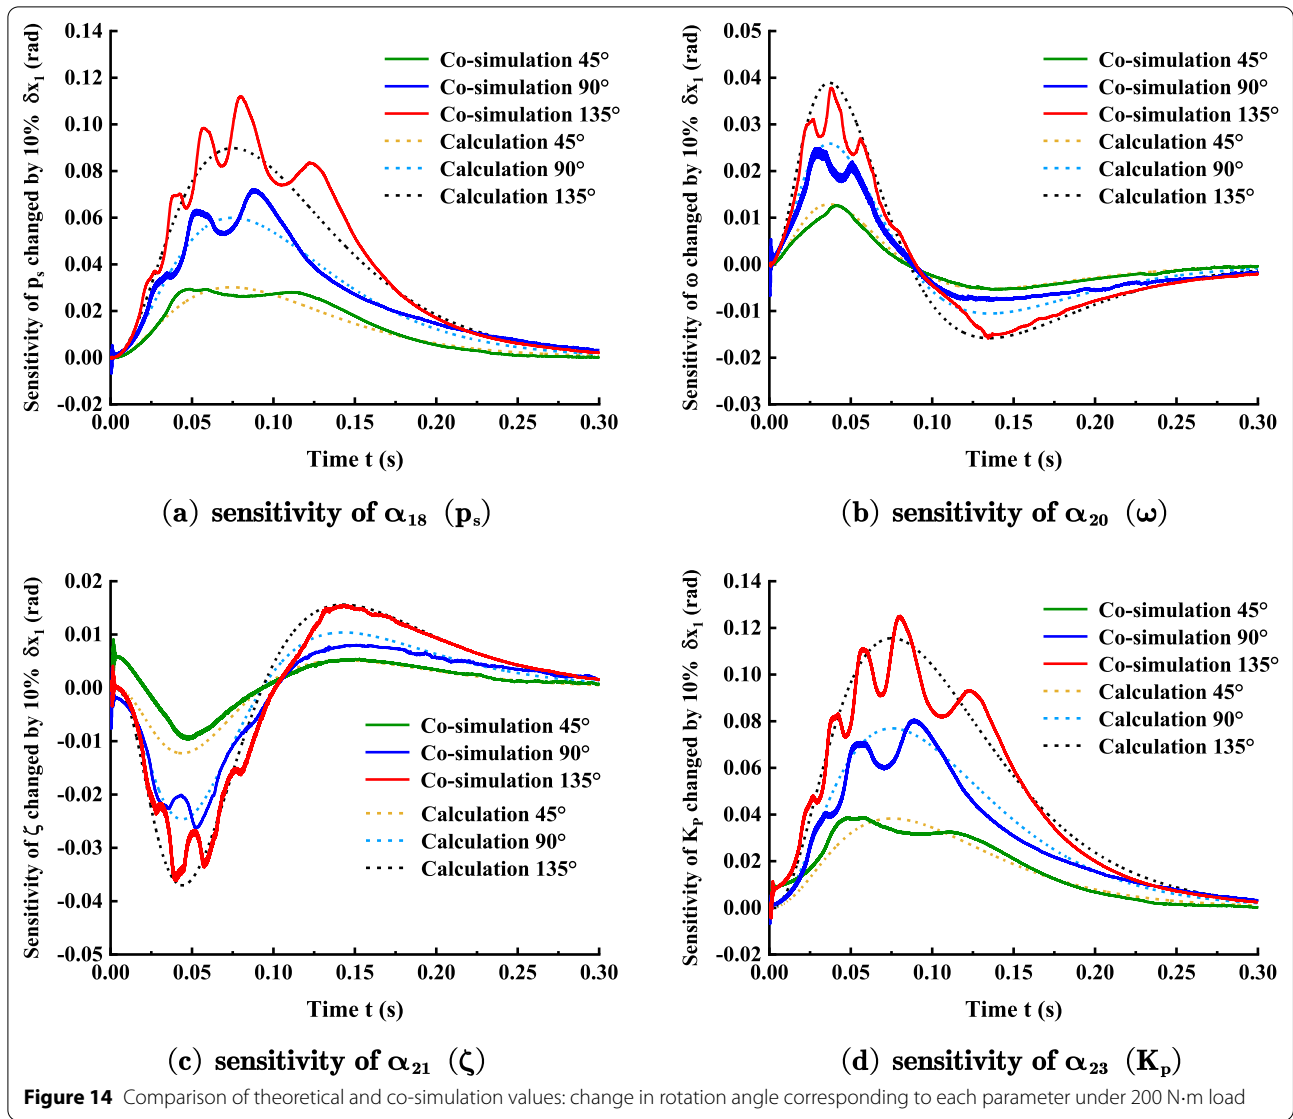 Sensitivity of pₛ changed by 10% δx₁ (rad)
0.14
0.12
0.10
0.08
0.06
0.04
0.02
0.00
-0.02
0.00 0.05 0.10 0.15 0.20 0.25 0.30
Time t (s)
Co-simulation 45°
Co-simulation 90°
Co-simulation 135°
Calculation 45°
Calculation 90°
Calculation 135°
(a) sensitivity of α₁₈ (pₛ)
Sensitivity of ω changed by 10% δx₁ (rad)
0.05
0.04
0.03
0.02
0.01
0.00
-0.01
-0.02
-0.03
0.00 0.05 0.10 0.15 0.20 0.25 0.30
Time t (s)
Co-simulation 45°
Co-simulation 90°
Co-simulation 135°
Calculation 45°
Calculation 90°
Calculation 135°
(b) sensitivity of α₂₀ (ω)
Sensitivity of ζ changed by 10% δx₁ (rad)
0.02
0.01
0.00
-0.01
-0.02
-0.03
-0.04
-0.05
0.00 0.05 0.10 0.15 0.20 0.25 0.30
Time t (s)
Co-simulation 45°
Co-simulation 90°
Co-simulation 135°
Calculation 45°
Calculation 90°
Calculation 135°
(c) sensitivity of α₂₁ (ζ)
Sensitivity of Kₚ changed by 10% δx₁ (rad)
0.14
0.12
0.10
0.08
0.06
0.04
0.02
0.00
-0.02
0.00 0.05 0.10 0.15 0.20 0.25 0.30
Time t (s)
Co-simulation 45°
Co-simulation 90°
Co-simulation 135°
Calculation 45°
Calculation 90°
Calculation 135°
(d) sensitivity of α₂₃ (Kₚ)
Figure 14 Comparison of theoretical and co-simulation values: change in rotation angle corresponding to each parameter under 200 N·m load